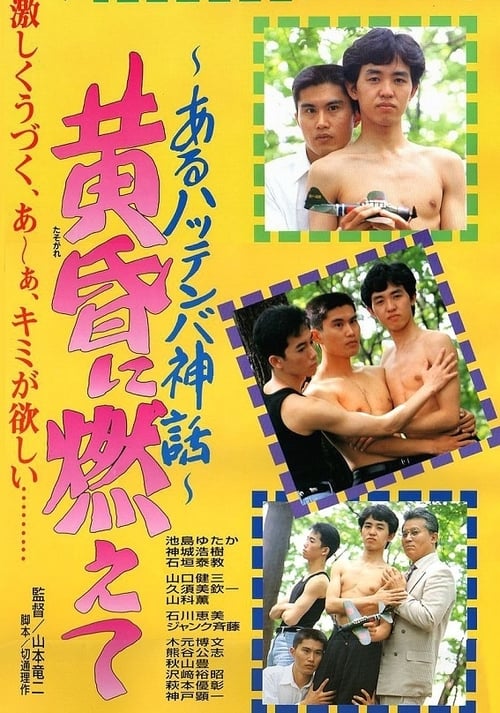 激しくうづく、あ〜ぁ、キミが欲しい………
〜あるハッテンバ神話〜
黄昏に燃えて
たそがれ
池島ゆたか
神城浩樹
石垣泰教
山口健三
久須美欽一
山科薫
石川恵美
ジャンク斉藤
木元博文
熊谷公志
秋山豊
沢﨑裕昭
萩本優彰
神戸顕一
監督/山本竜二
脚本/切通理作